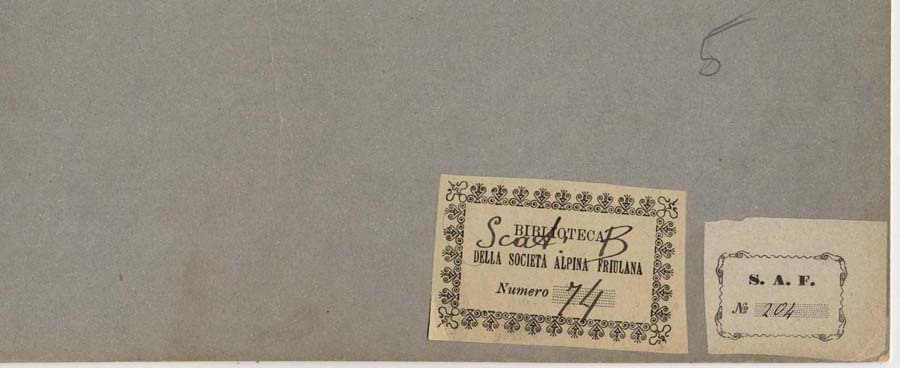 5
BIBLIOTECA
Scat. B
DELLA SOCIETÀ ALPINA FRIULANA
Numero 74
S. A. F.
№ 204